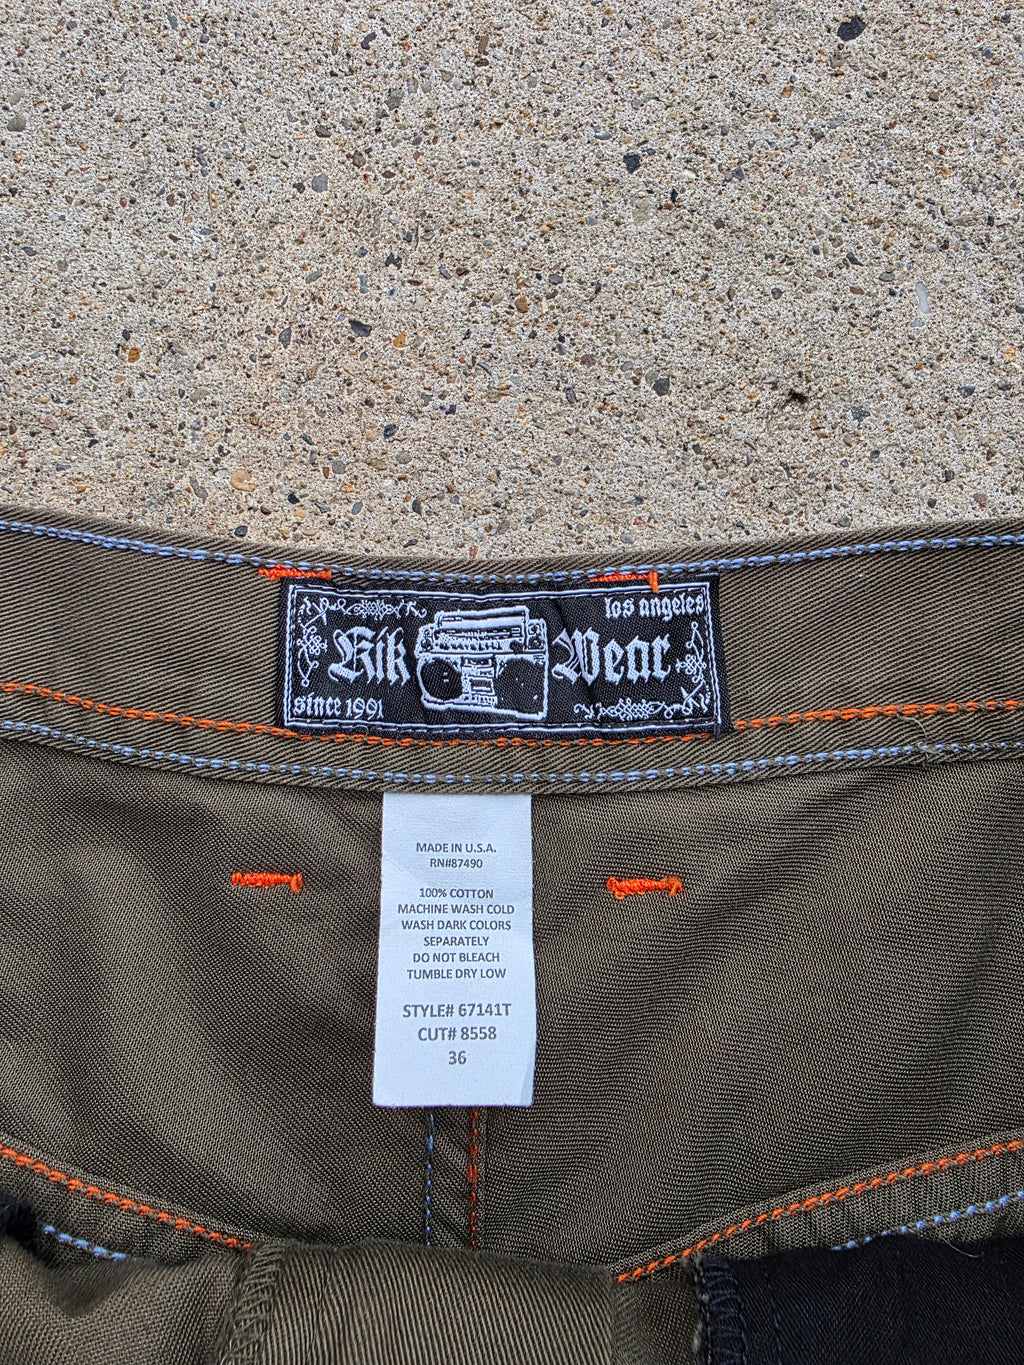 los angeles
Kik Wear
since 1991
MADE IN U.S.A.
RN#87490
100% COTTON
MACHINE WASH COLD
WASH DARK COLORS
SEPARATELY
DO NOT BLEACH
TUMBLE DRY LOW
STYLE# 67141T
CUT# 8558
36